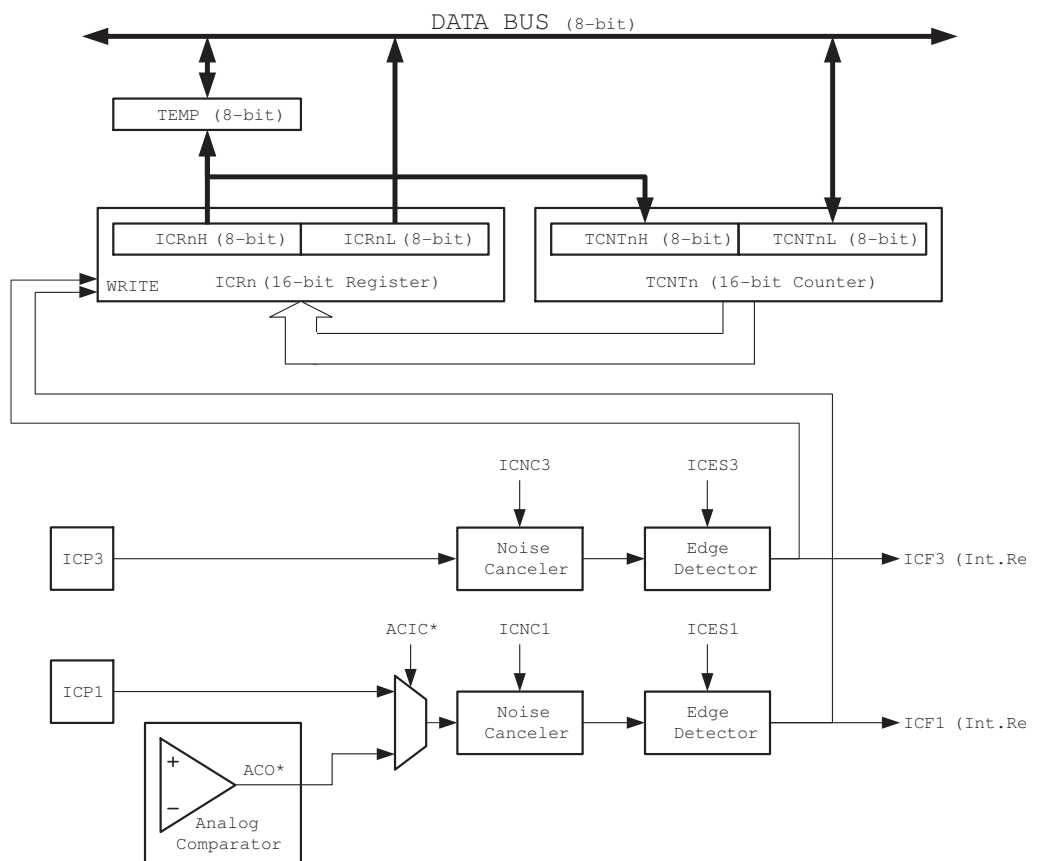 DATA BUS (8-bit)
TEMP (8-bit)
ICRnH (8-bit)
ICRnL (8-bit)
TCNTnH (8-bit)
TCNTnL (8-bit)
WRITE
ICRn (16-bit Register)
TCNTn (16-bit Counter)
ICNC3
ICES3
ICP3
Noise
Canceler
Edge
Detector
ICF3 (Int.Re
ACIC*
ICNC1
ICES1
ICP1
Noise
Canceler
Edge
Detector
ICF1 (Int.Re
+
ACO*
−
Analog
Comparator